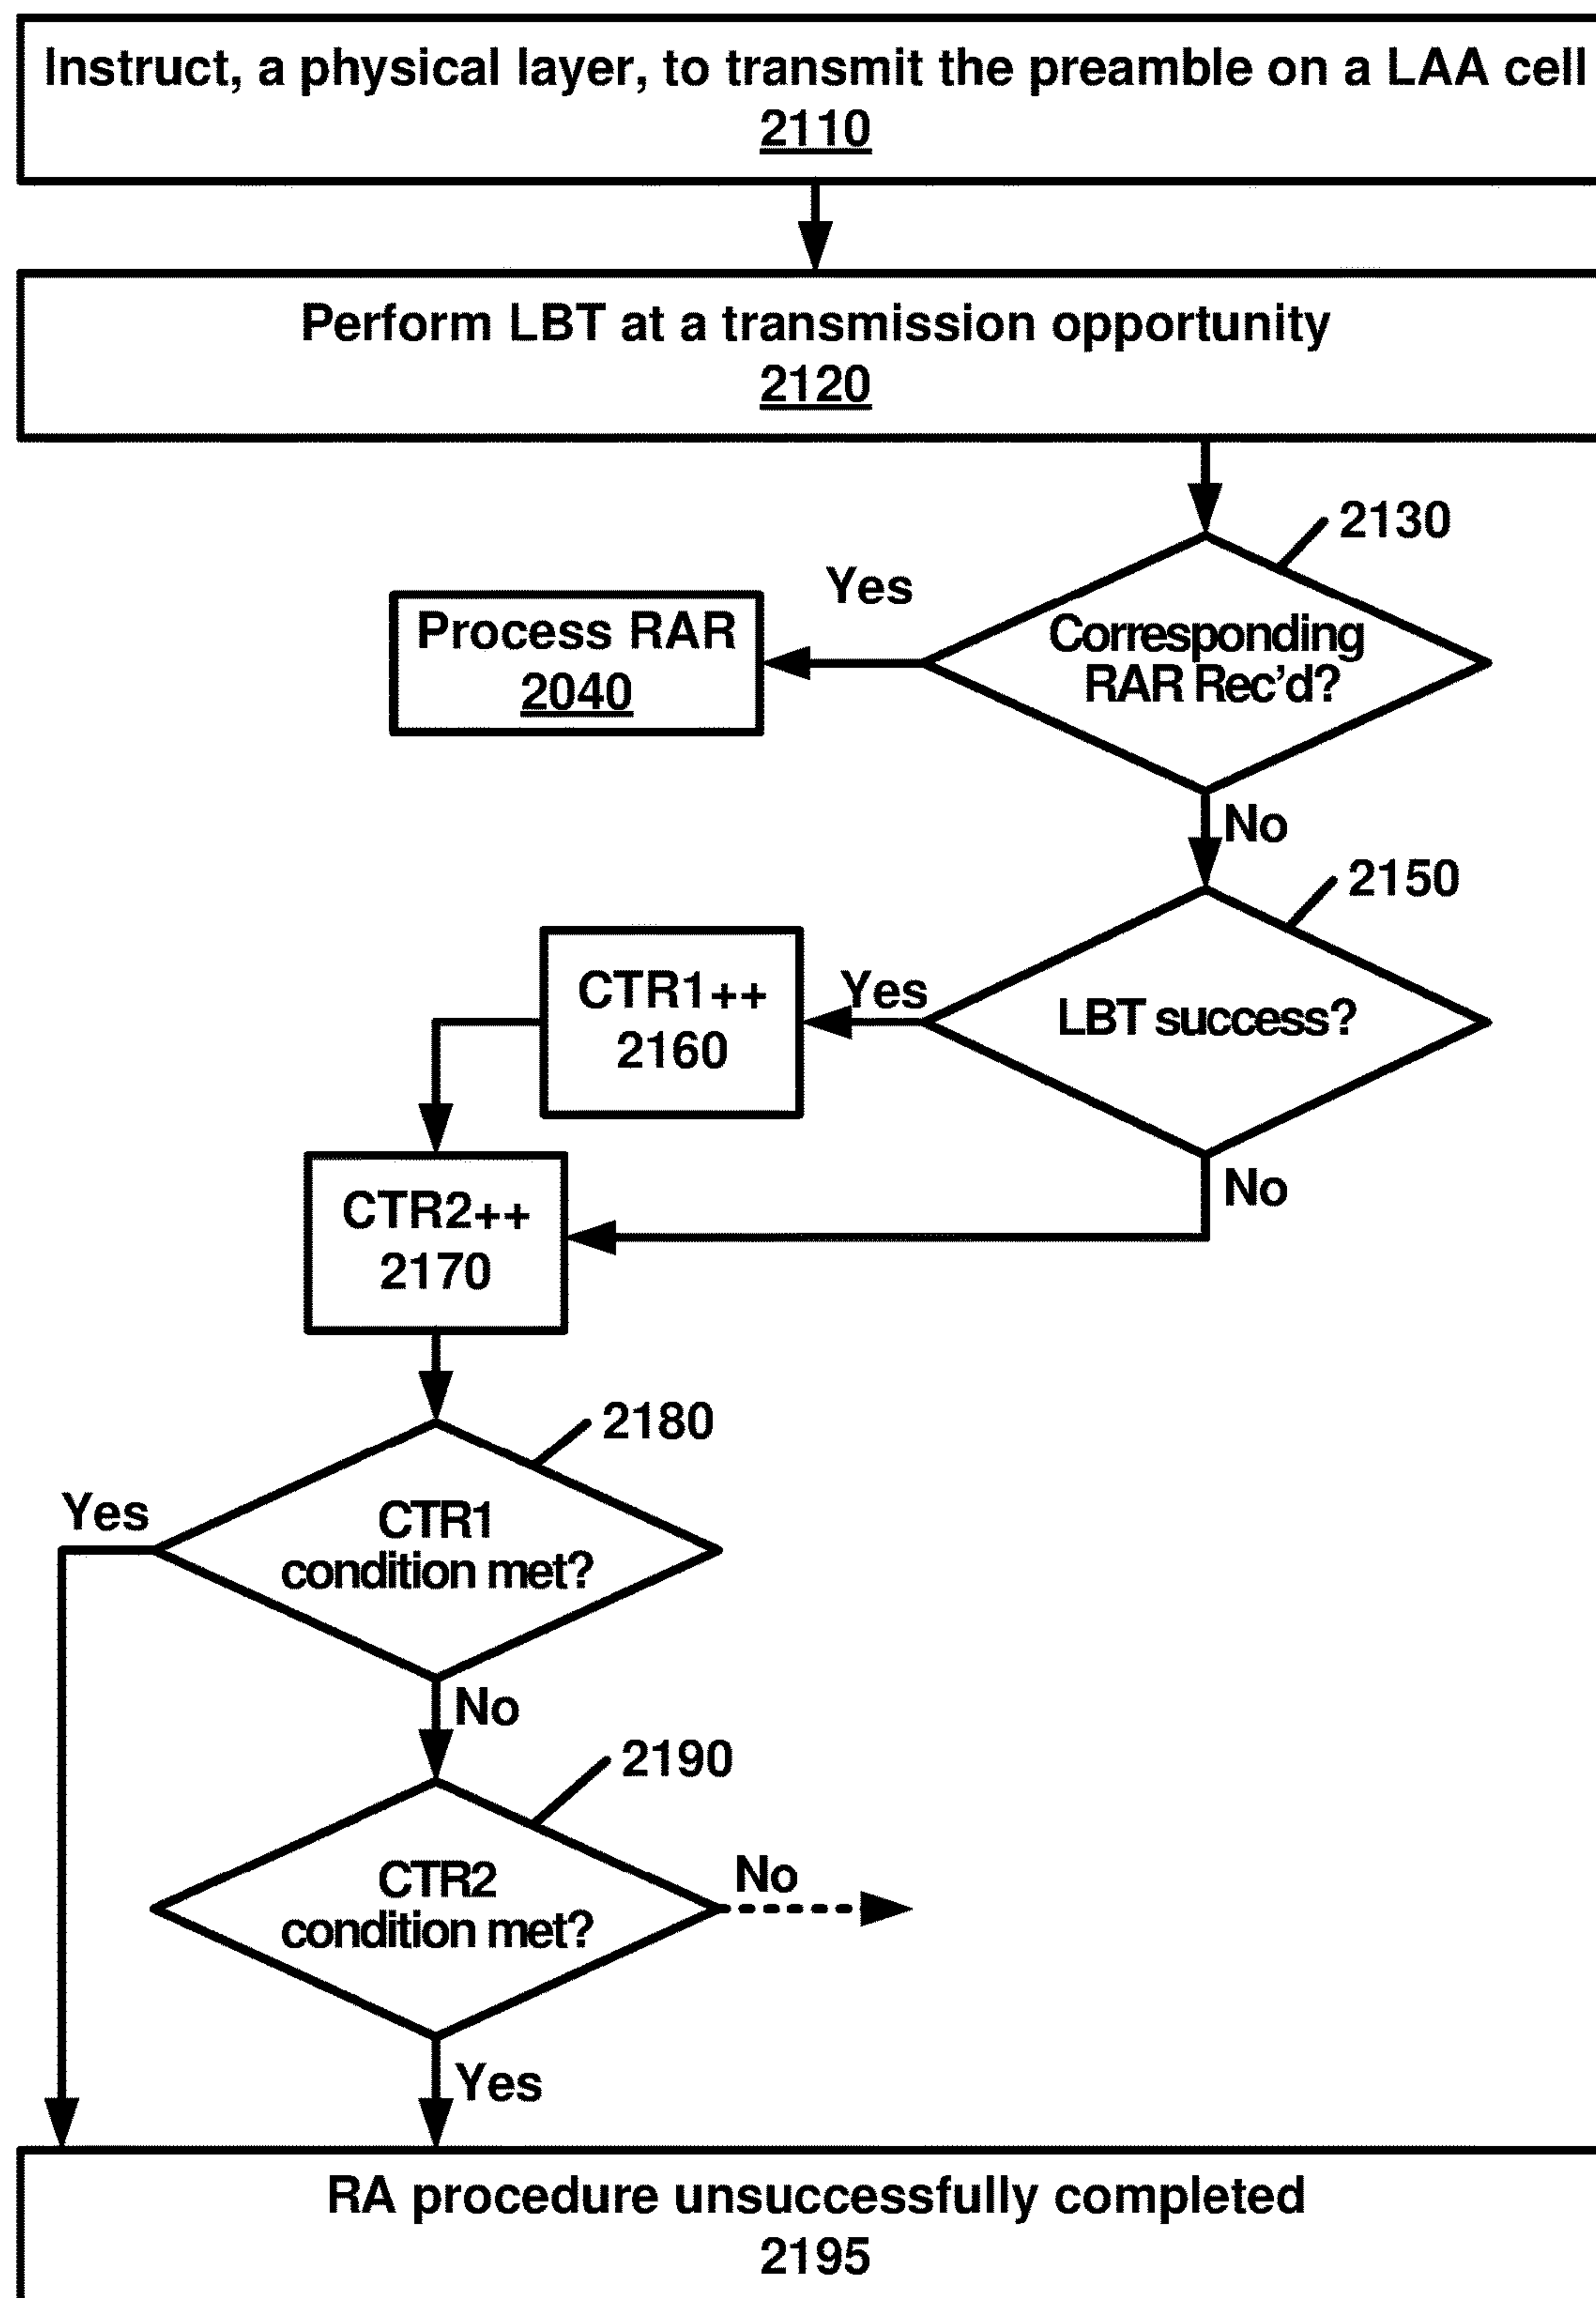 Instruct, a physical layer, to transmit the preamble on a LAA cell
2110
Perform LBT at a transmission opportunity
2120
2130
Yes
Corresponding
RAR Rec'd?
Process RAR
2040
No
2150
LBT success?
Yes
CTR1++
2160
No
CTR2++
2170
2180
CTR1
condition met?
Yes
No
2190
CTR2
condition met?
No
Yes
RA procedure unsuccessfully completed
2195